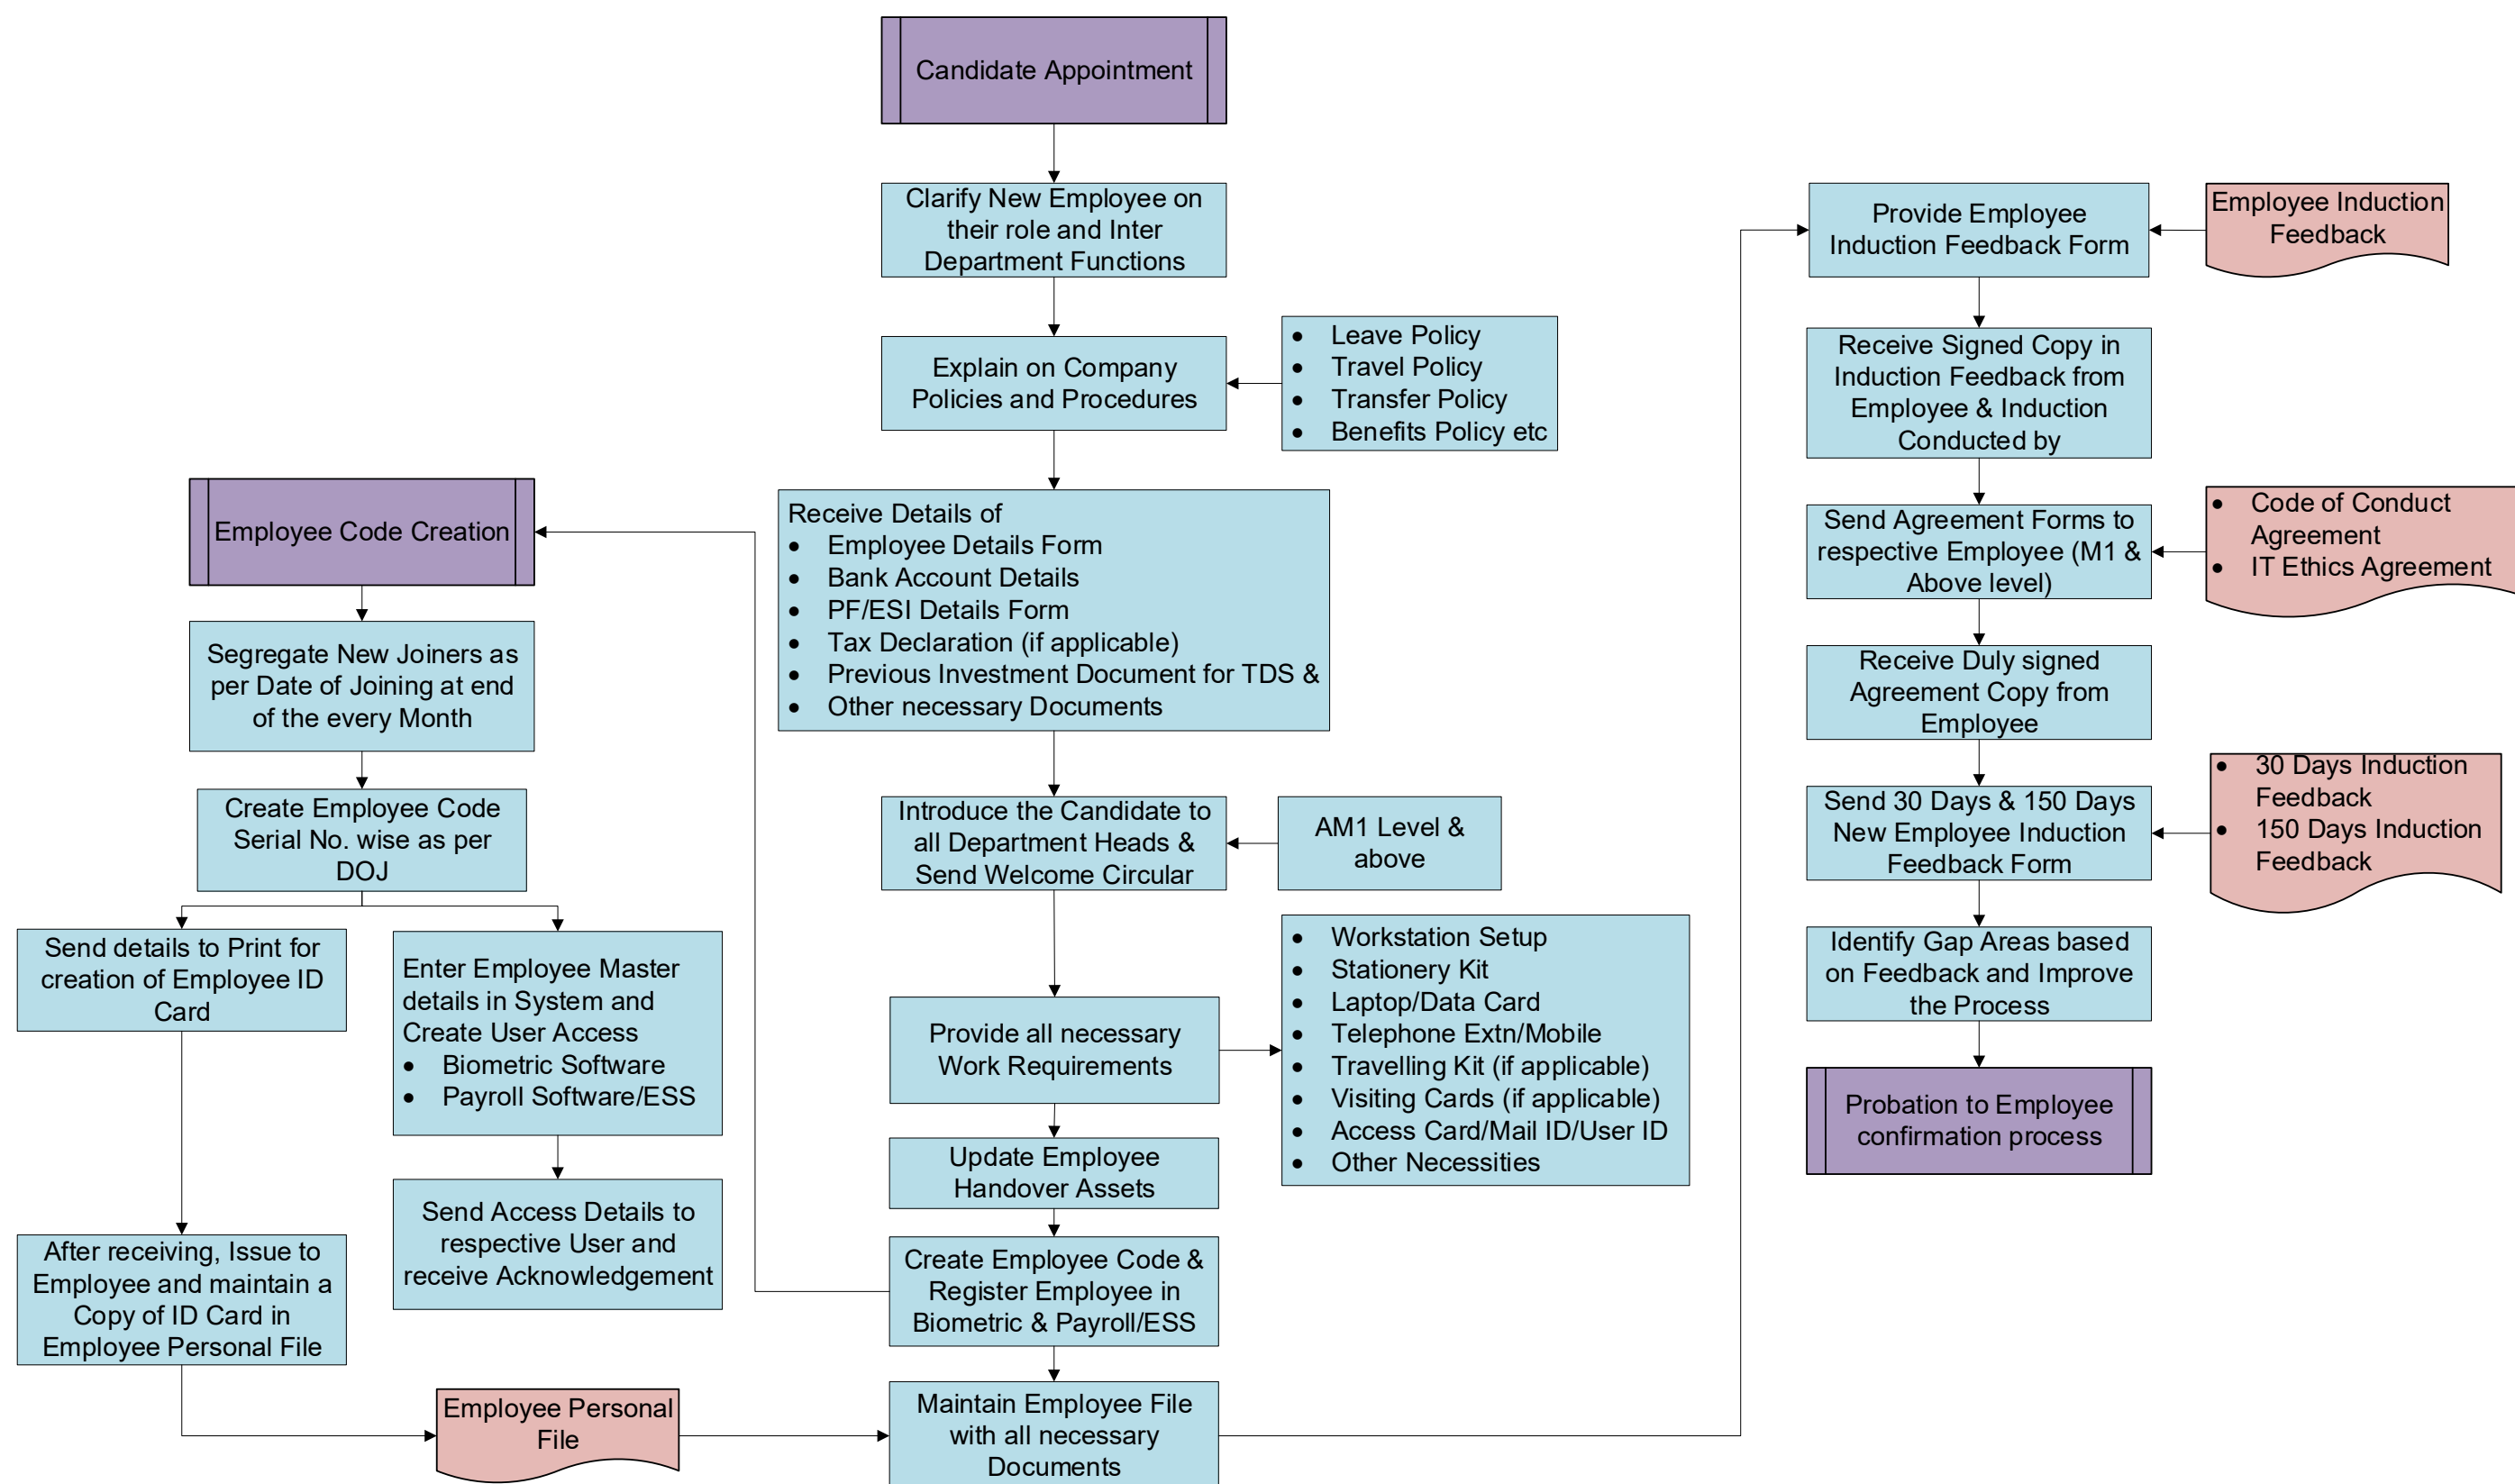 Candidate Appointment
Clarify New Employee on
their role and Inter
Department Functions
Explain on Company
Policies and Procedures
• Leave Policy
• Travel Policy
• Transfer Policy
• Benefits Policy etc
Receive Details of
• Employee Details Form
• Bank Account Details
• PF/ESI Details Form
• Tax Declaration (if applicable)
• Previous Investment Document for TDS &
• Other necessary Documents
Introduce the Candidate to
all Department Heads &
Send Welcome Circular
AM1 Level &
above
Provide all necessary
Work Requirements
• Workstation Setup
• Stationery Kit
• Laptop/Data Card
• Telephone Extn/Mobile
• Travelling Kit (if applicable)
• Visiting Cards (if applicable)
• Access Card/Mail ID/User ID
• Other Necessities
Update Employee
Handover Assets
Create Employee Code &
Register Employee in
Biometric & Payroll/ESS
Maintain Employee File
with all necessary
Documents
Employee Code Creation
Segregate New Joiners as
per Date of Joining at end
of the every Month
Create Employee Code
Serial No. wise as per
DOJ
Send details to Print for
creation of Employee ID
Card
Enter Employee Master
details in System and
Create User Access
• Biometric Software
• Payroll Software/ESS
Send Access Details to
respective User and
receive Acknowledgement
After receiving, Issue to
Employee and maintain a
Copy of ID Card in
Employee Personal File
Employee Personal
File
Provide Employee
Induction Feedback Form
Employee Induction
Feedback
Receive Signed Copy in
Induction Feedback from
Employee & Induction
Conducted by
Send Agreement Forms to
respective Employee (M1 &
Above level)
• Code of Conduct
Agreement
• IT Ethics Agreement
Receive Duly signed
Agreement Copy from
Employee
Send 30 Days & 150 Days
New Employee Induction
Feedback Form
• 30 Days Induction
Feedback
• 150 Days Induction
Feedback
Identify Gap Areas based
on Feedback and Improve
the Process
Probation to Employee
confirmation process